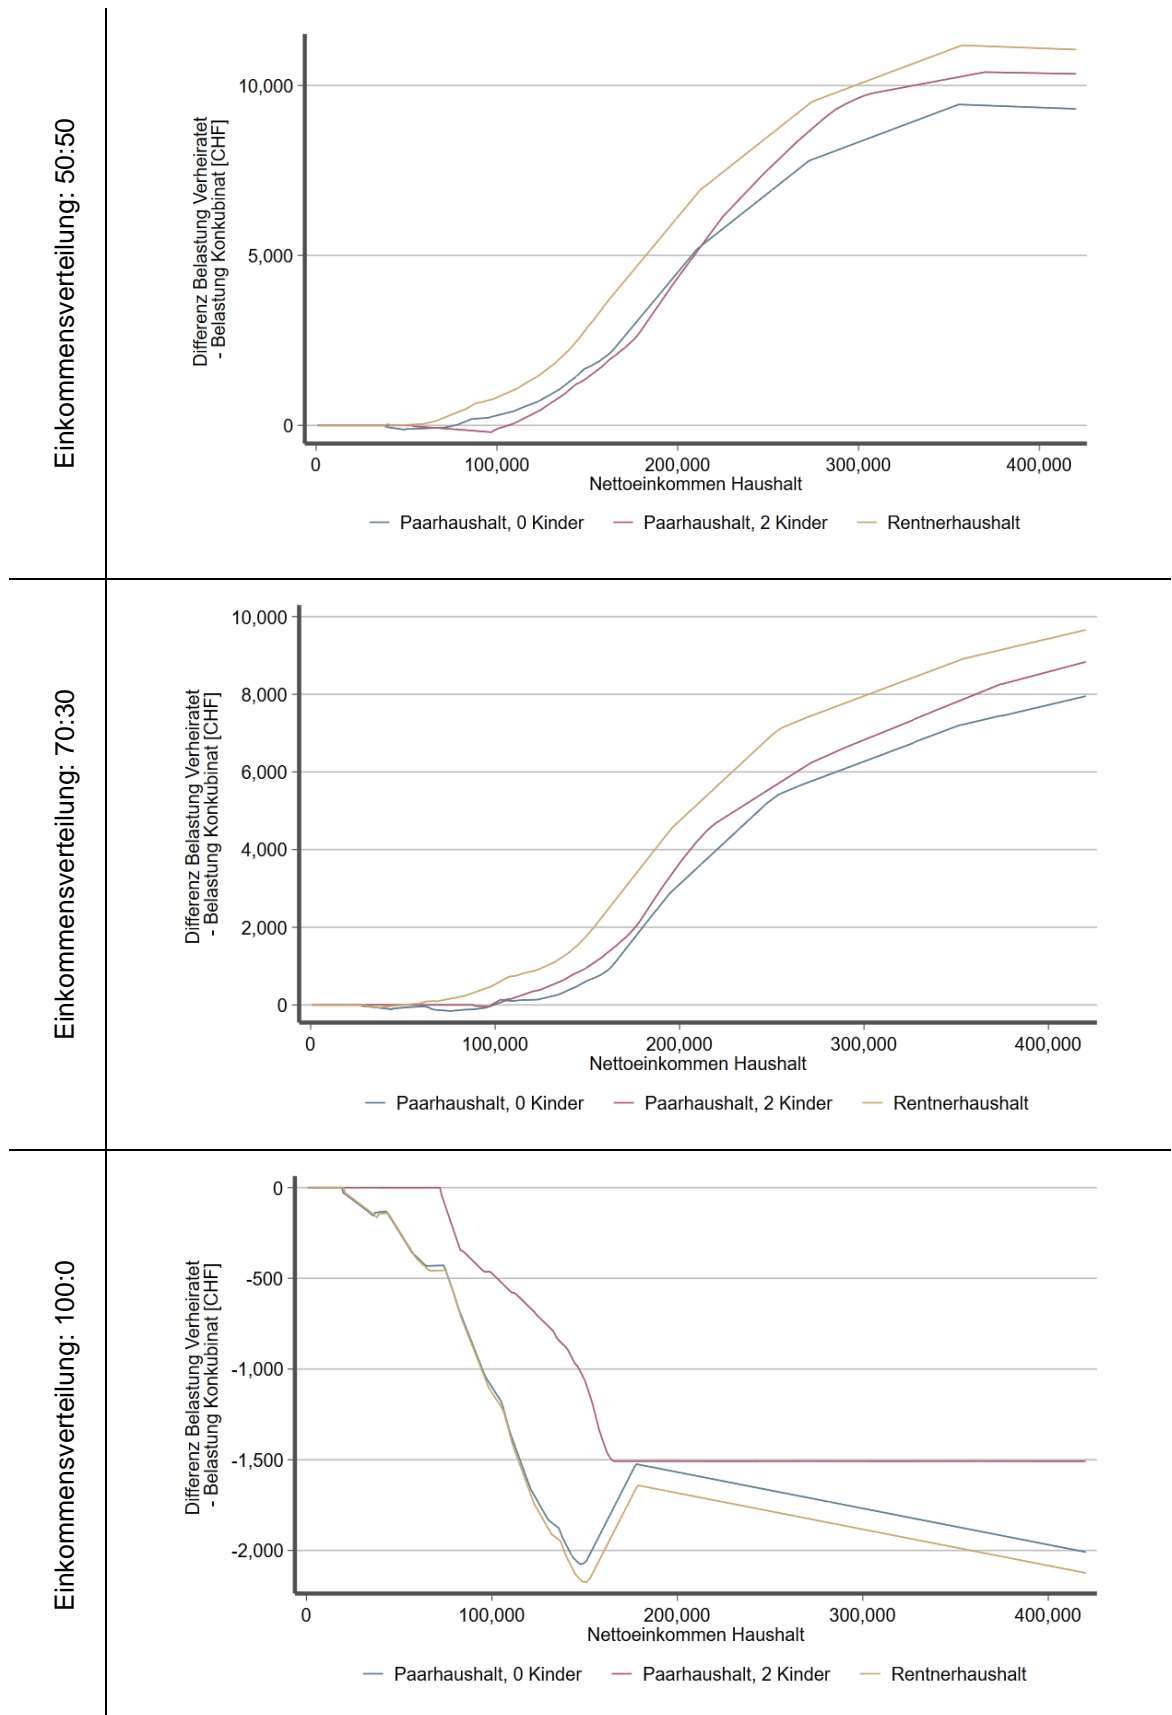 Einkommensverteilung: 50:50
Differenz Belastung Verheiratet
- Belastung Konkubinat [CHF]
10,000
5,000
0
0 100,000 200,000 300,000 400,000
Nettoeinkommen Haushalt
Paarhaushalt, 0 Kinder Paarhaushalt, 2 Kinder Rentnerhaushalt
Einkommensverteilung: 70:30
Differenz Belastung Verheiratet
- Belastung Konkubinat [CHF]
10,000
8,000
6,000
4,000
2,000
0
0 100,000 200,000 300,000 400,000
Nettoeinkommen Haushalt
Paarhaushalt, 0 Kinder Paarhaushalt, 2 Kinder Rentnerhaushalt
Einkommensverteilung: 100:0
Differenz Belastung Verheiratet
- Belastung Konkubinat [CHF]
0
-500
-1,000
-1,500
-2,000
0 100,000 200,000 300,000 400,000
Nettoeinkommen Haushalt
Paarhaushalt, 0 Kinder Paarhaushalt, 2 Kinder Rentnerhaushalt